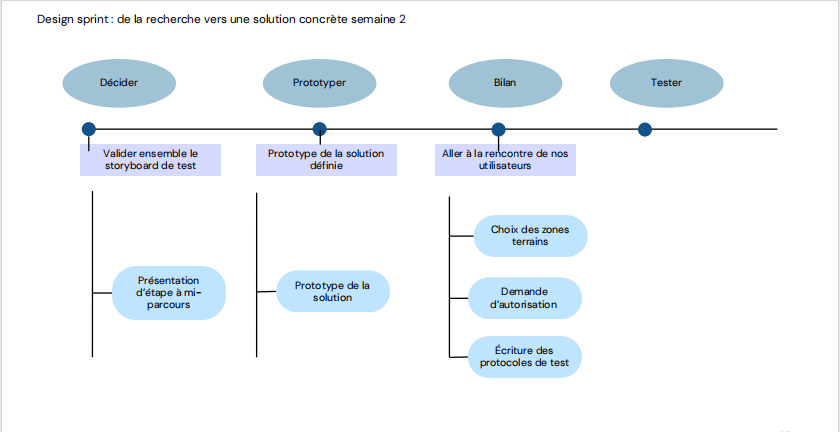 Design sprint : de la recherche vers une solution concrète semaine 2
Décider
Prototyper
Bilan
Tester
Valider ensemble le
storyboard de test
Prototype de la solution
définie
Aller à la rencontre de nos
utilisateurs
Présentation
d'étape à mi-
parcours
Prototype de la
solution
Choix des zones
terrains
Demande
d'autorisation
Écriture des
protocoles de test